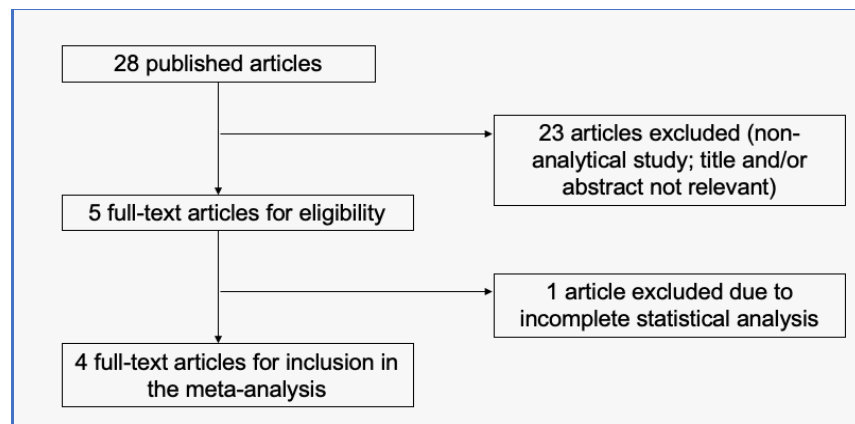 28 published articles
23 articles excluded (non-
analytical study; title and/or
abstract not relevant)
5 full-text articles for eligibility
1 article excluded due to
incomplete statistical analysis
4 full-text articles for inclusion in
the meta-analysis